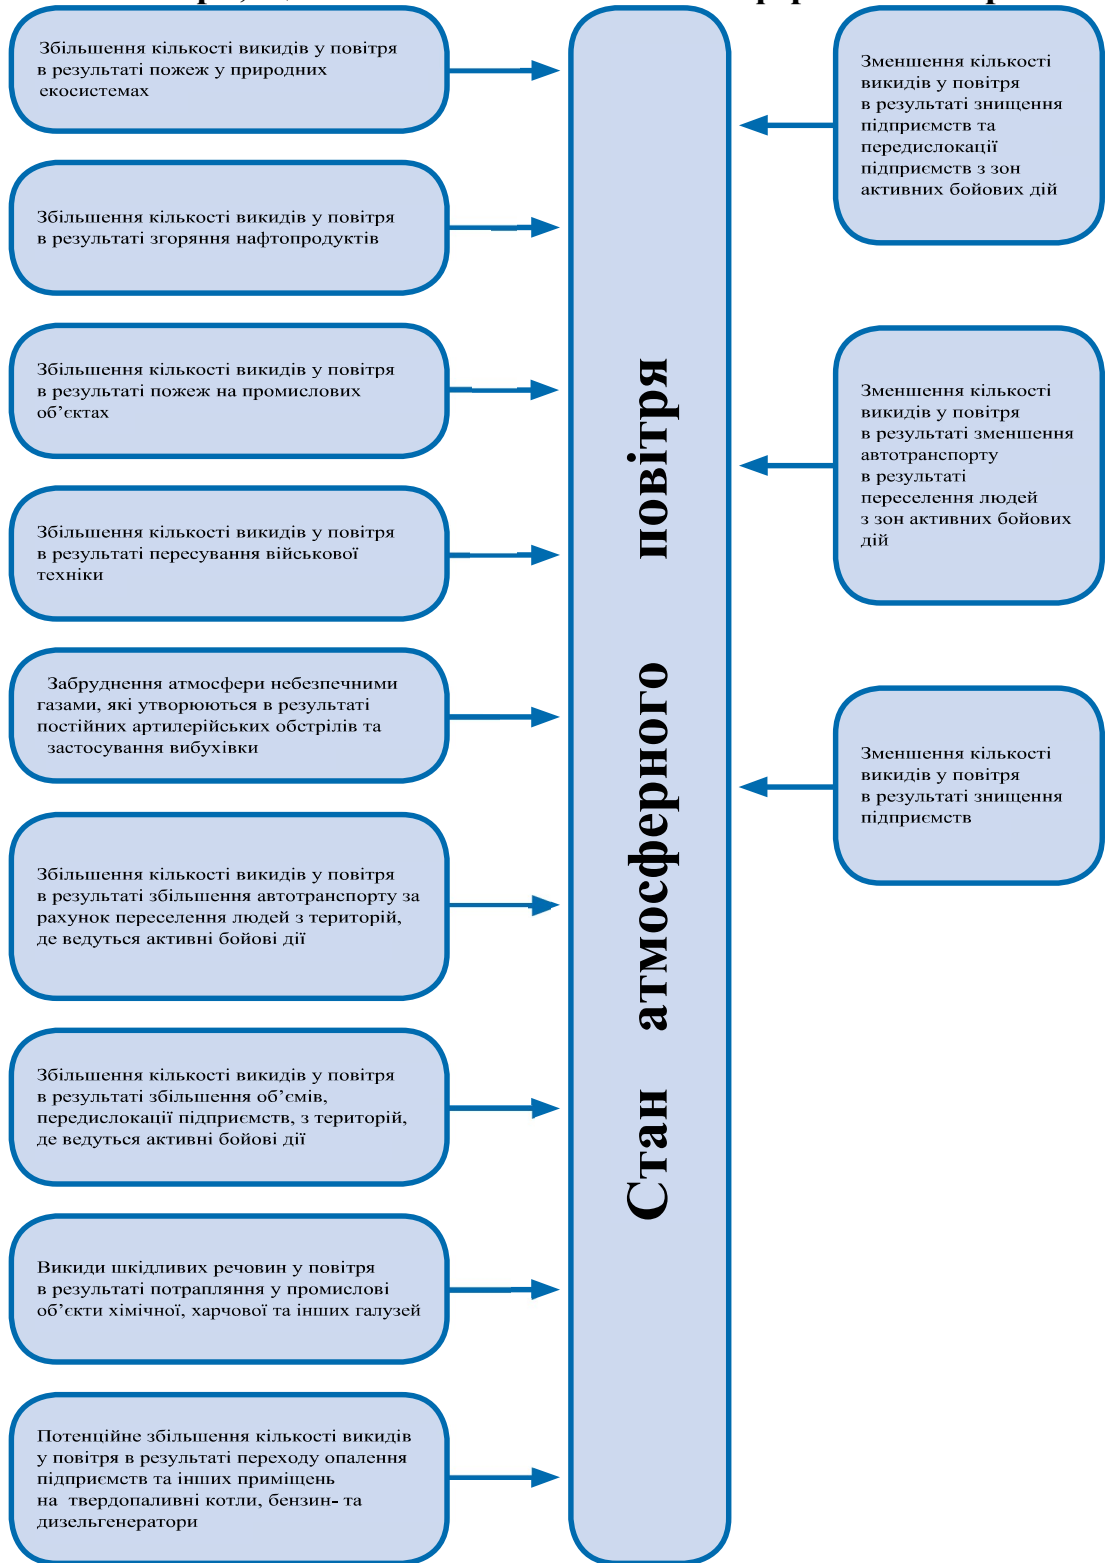 Збільшення кількості викидів у повітря
в результаті пожеж у природних
екосистемах
Збільшення кількості викидів у повітря
в результаті згоряння нафтопродуктів
Збільшення кількості викидів у повітря
в результаті пожеж на промислових
об’єктах
Збільшення кількості викидів у повітря
в результаті пересування військової
техніки
Забруднення атмосфери небезпечними
газами, які утворюються в результаті
постійних артилерійських обстрілів та
застосування вибухівки
Збільшення кількості викидів у повітря
в результаті збільшення автотранспорту за
рахунок переселення людей з територій,
де ведуться активні бойові дії
Збільшення кількості викидів у повітря
в результаті збільшення об’ємів,
передислокації підприємств, з територій,
де ведуться активні бойові дії
Викиди шкідливих речовин у повітря
в результаті потрапляння у промислові
об’єкти хімічної, харчової та інших галузей
Потенційне збільшення кількості викидів
у повітря в результаті переходу опалення
підприємств та інших приміщень
на твердопаливні котли, бензин- та
дизельгенератори
Стан атмосферного повітря
Зменшення кількості
викидів у повітря
в результаті знищення
підприємств та
передислокації
підприємств з зон
активних бойових дій
Зменшення кількості
викидів у повітря
в результаті зменшення
автотранспорту
в результаті
переселення людей
з зон активних бойових
дій
Зменшення кількості
викидів у повітря
в результаті знищення
підприємств